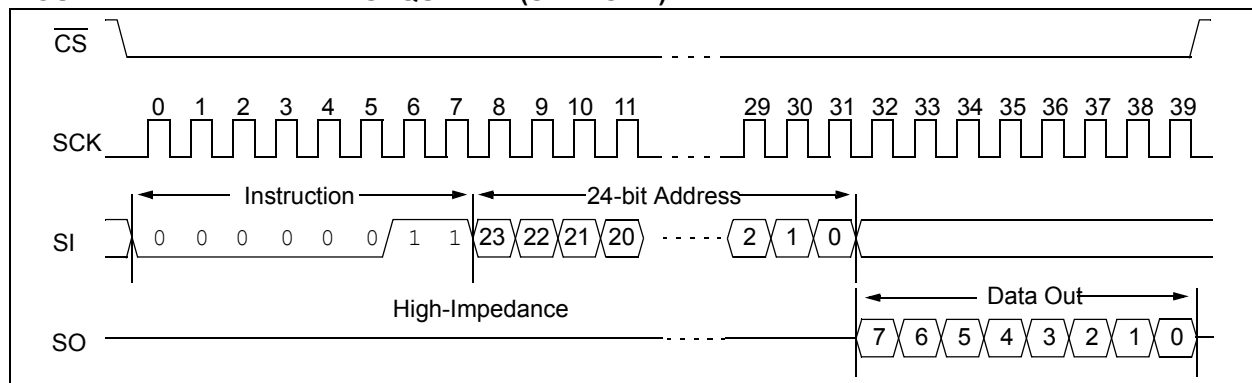 CS
0 1 2 3 4 5 6 7 8 9 10 11 29 30 31 32 33 34 35 36 37 38 39
SCK
Instruction 24-bit Address
SI 0 0 0 0 0 0 1 1 23 22 21 20 2 1 0
High-Impedance Data Out
SO 7 6 5 4 3 2 1 0